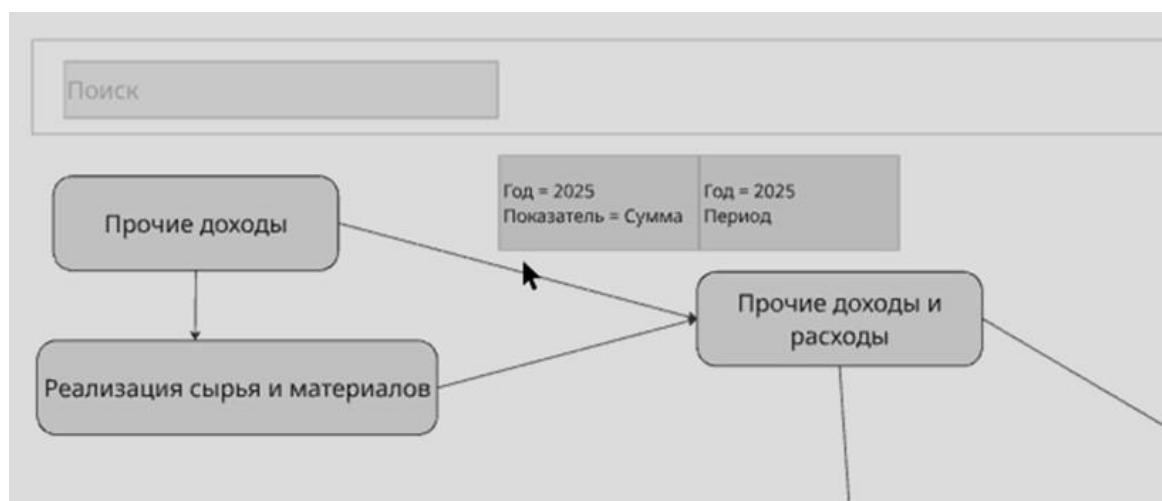 Поиск
Год = 2025
Показатель = Сумма
Год = 2025
Период
Прочие доходы
Прочие доходы и
расходы
Реализация сырья и материалов